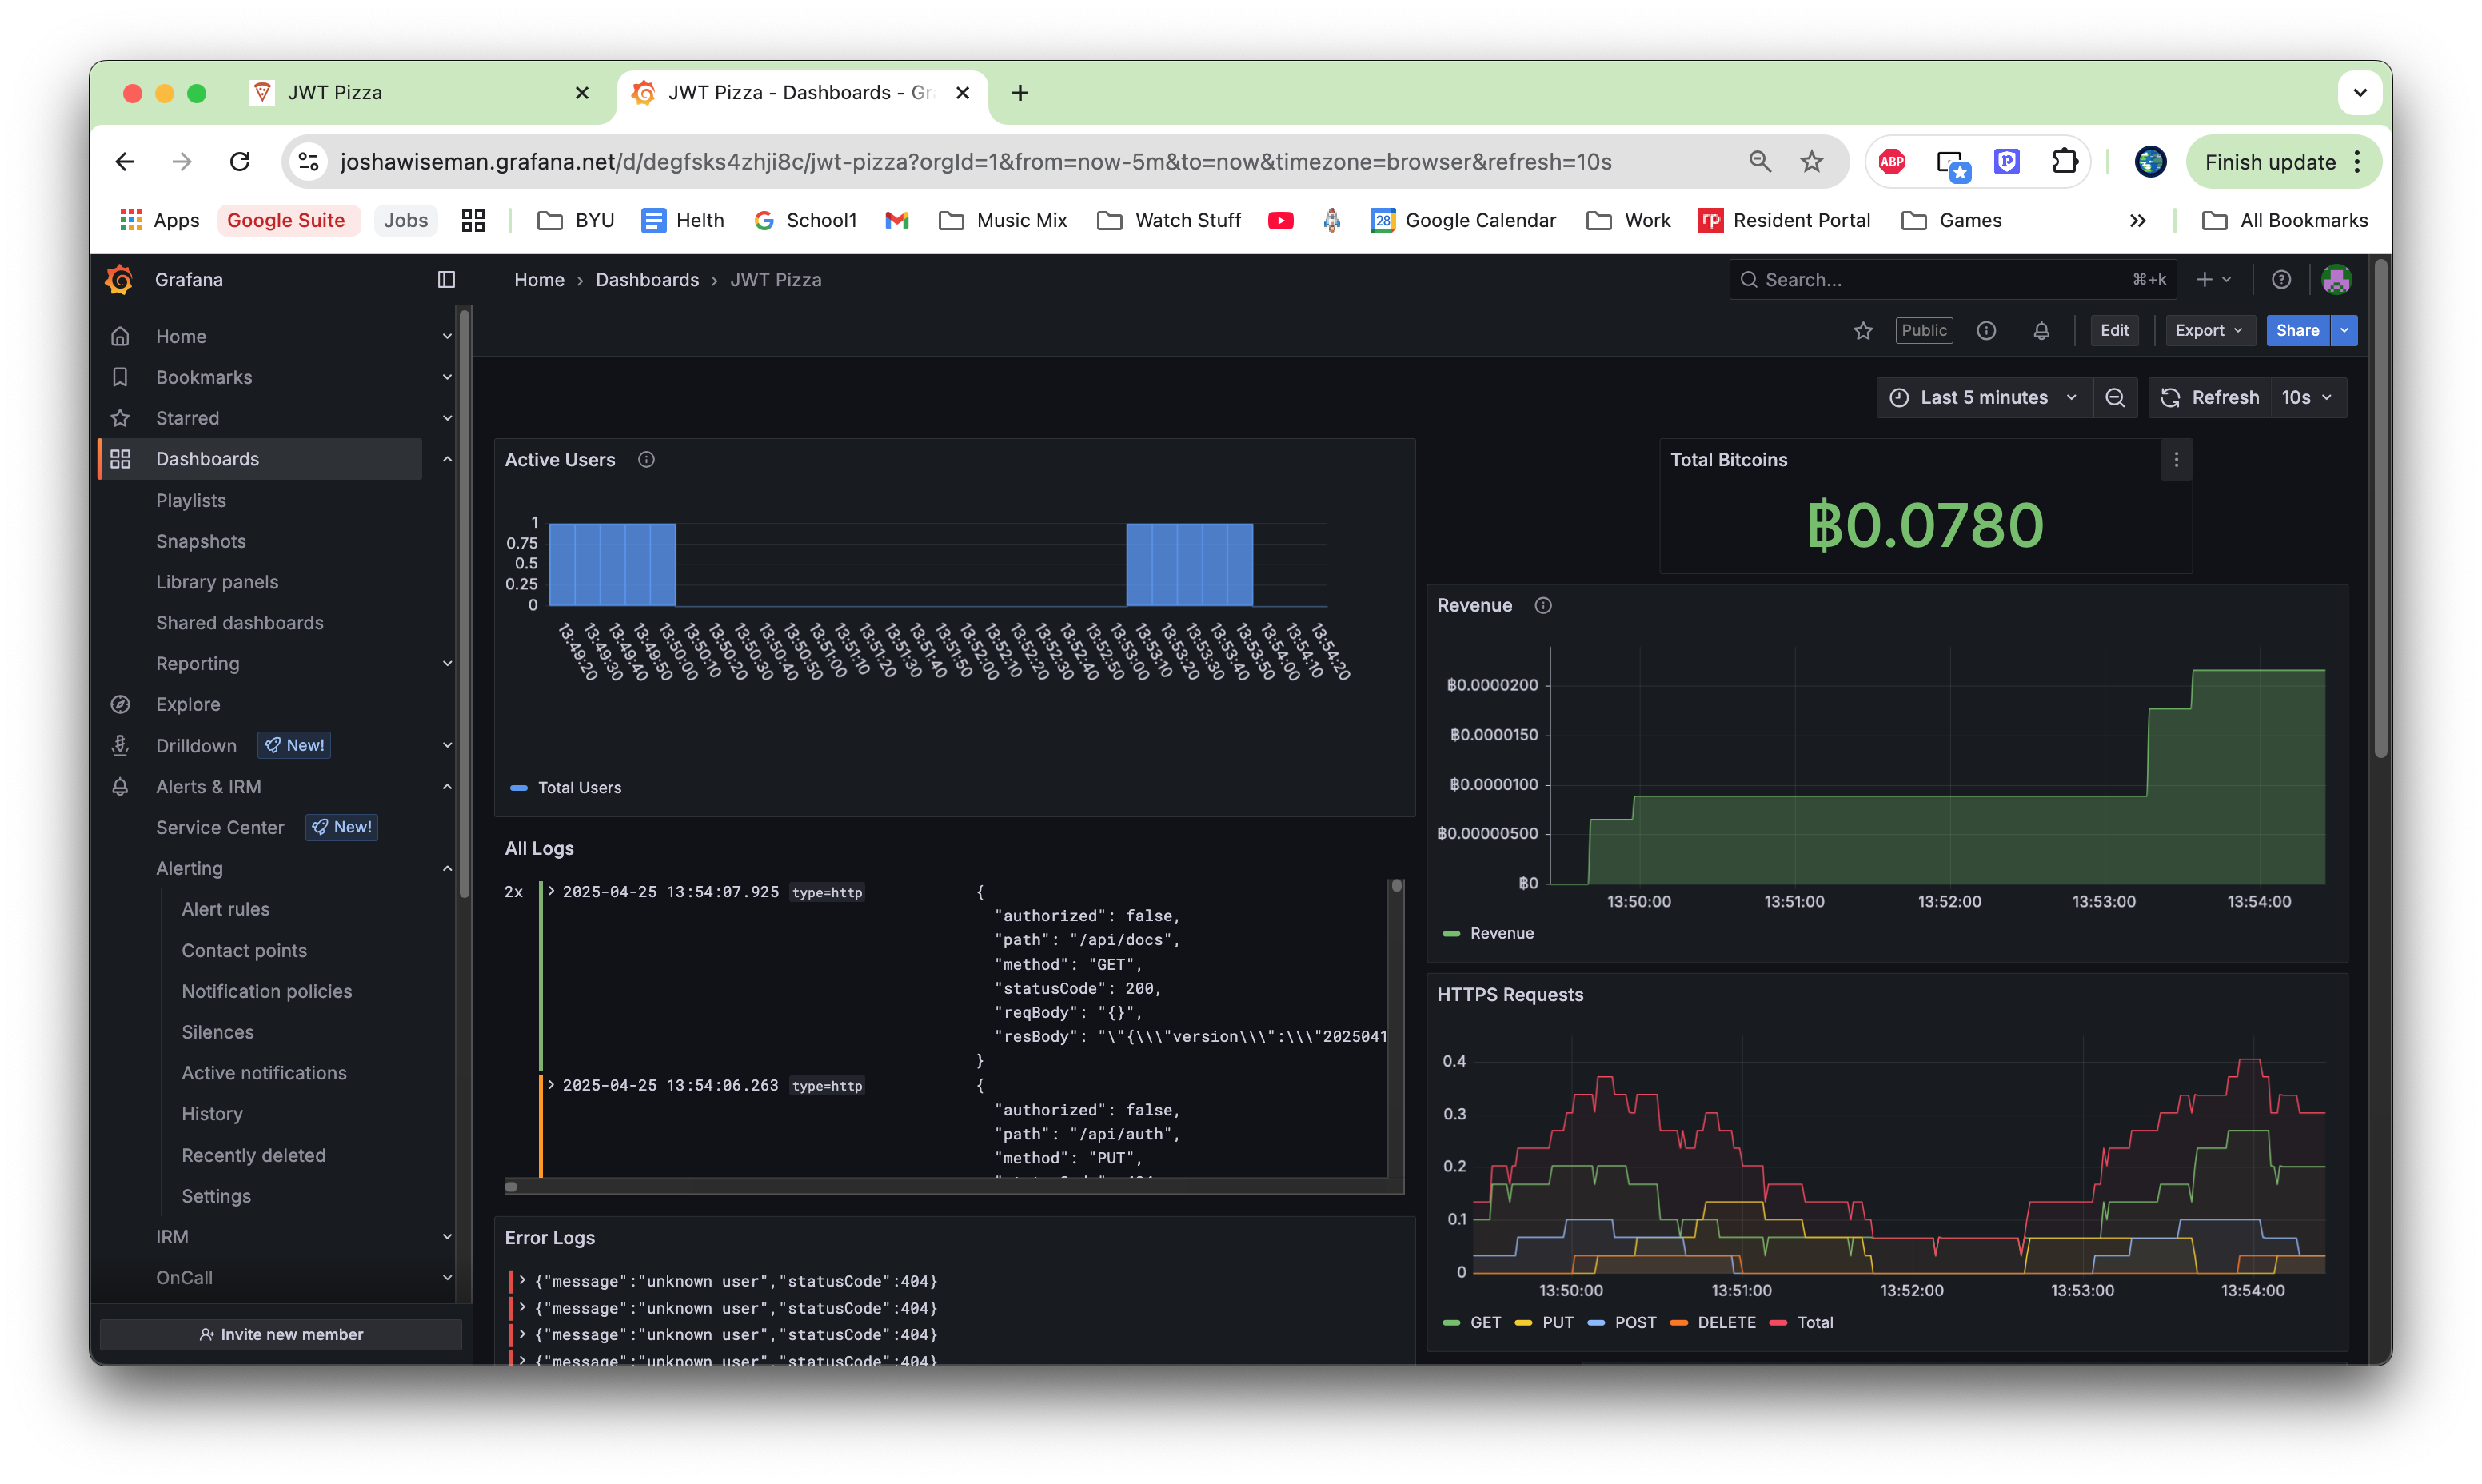 JWT Pizza
JWT Pizza - Dashboards - Gr
joshawiseman.grafana.net/d/degfsks4zhji8c/jwt-pizza?orgId=1&from=now-5m&to=now&timezone=browser&refresh=10s
ABP
Finish update
Apps
Google Suite
Jobs
BYU
Helth
School1
Music Mix
Watch Stuff
28
Google Calendar
Work
rp
Resident Portal
Games
All Bookmarks
Grafana
Home
Bookmarks
Starred
Dashboards
Playlists
Snapshots
Library panels
Shared dashboards
Reporting
Explore
Drilldown New!
Alerts & IRM
Service Center New!
Alerting
Alert rules
Contact points
Notification policies
Silences
Active notifications
History
Recently deleted
Settings
IRM
OnCall
Invite new member
Home › Dashboards › JWT Pizza
Search... ⌘+k
Public
Edit
Export
Share
Last 5 minutes
Refresh
10s
Active Users
1
0.75
0.5
0.25
0
13:49:20
13:49:30
13:49:40
13:49:50
13:50:00
13:50:10
13:50:20
13:50:30
13:50:40
13:50:50
13:51:00
13:51:10
13:51:20
13:51:30
13:51:40
13:51:50
13:52:00
13:52:10
13:52:20
13:52:30
13:52:40
13:52:50
13:53:00
13:53:10
13:53:20
13:53:30
13:53:40
13:53:50
13:54:00
13:54:10
13:54:20
Total Users
All Logs
2x
2025-04-25 13:54:07.925 type=http {
"authorized": false,
"path": "/api/docs",
"method": "GET",
"statusCode": 200,
"reqBody": "{}",
"resBody": "\"{\\\"version\\\":\\\"2025041
}
2025-04-25 13:54:06.263 type=http {
"authorized": false,
"path": "/api/auth",
"method": "PUT",
Error Logs
{"message":"unknown user","statusCode":404}
{"message":"unknown user","statusCode":404}
{"message":"unknown user","statusCode":404}
{"message":"unknown user","statusCode":404}
Total Bitcoins
฿0.0780
Revenue
฿0.0000200
฿0.0000150
฿0.0000100
฿0.00000500
฿0
13:50:00
13:51:00
13:52:00
13:53:00
13:54:00
Revenue
HTTPS Requests
0.4
0.3
0.2
0.1
0
13:50:00
13:51:00
13:52:00
13:53:00
13:54:00
GET
PUT
POST
DELETE
Total